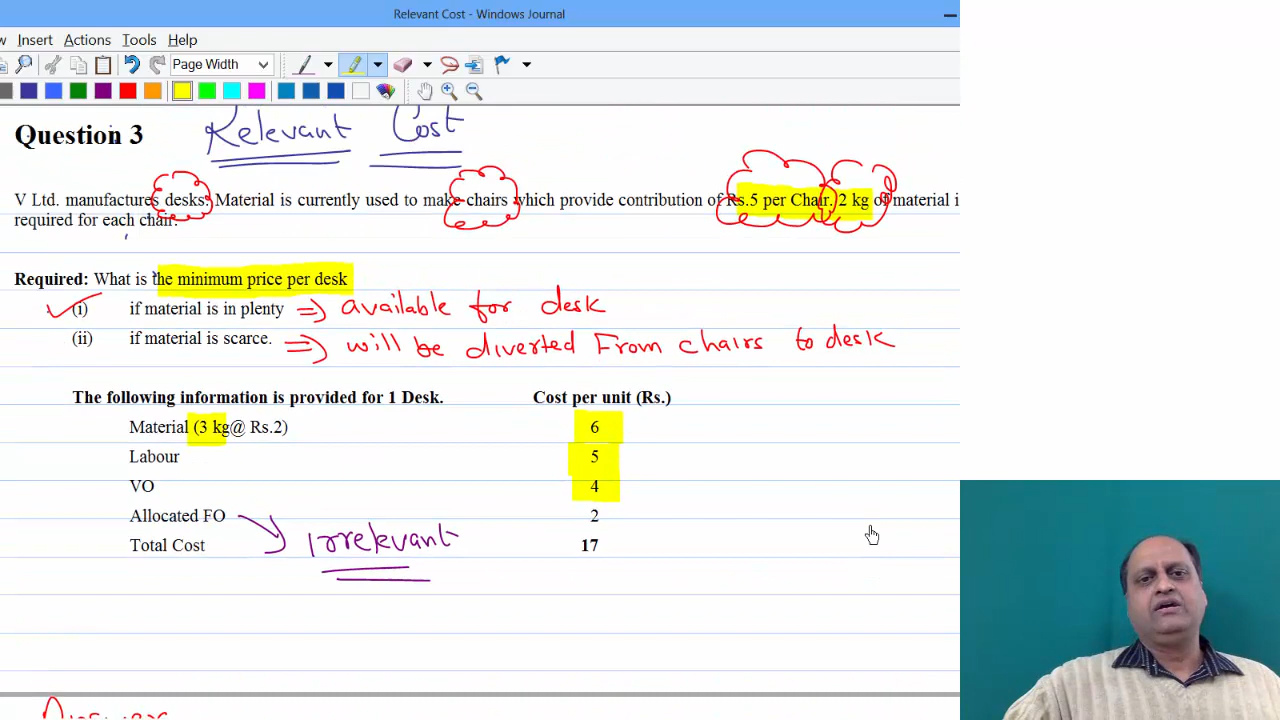 Relevant Cost - Windows Journal
Insert Actions Tools Help
Page Width
Question 3 Relevant Cost
V Ltd. manufactures desks. Material is currently used to make chairs which provide contribution of Rs.5 per Chair. 2 kg of material i
required for each chair.
Required: What is the minimum price per desk
(i) if material is in plenty ⇒ available for desk
(ii) if material is scarce. ⇒ will be diverted From chairs to desk
The following information is provided for 1 Desk. Cost per unit (Rs.)
Material (3 kg@ Rs.2) 6
Labour 5
VO 4
Allocated FO 2
Total Cost Irrelevant 17